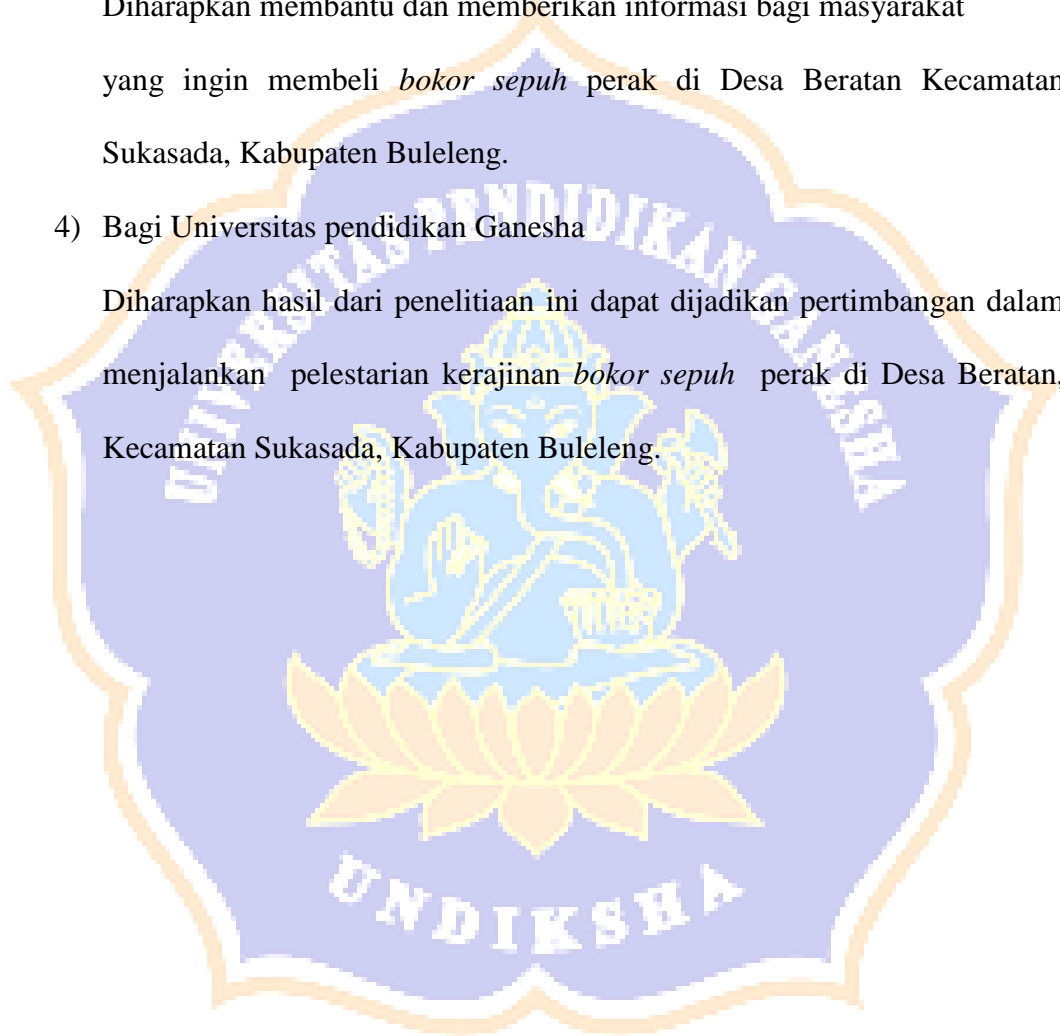 Diharapkan membantu dan memberikan informasi bagi masyarakat
yang ingin membeli bokor sepuh perak di Desa Beratan Kecamatan
Sukasada, Kabupaten Buleleng.
4) Bagi Universitas pendidikan Ganesha
Diharapkan hasil dari penelitiaan ini dapat dijadikan pertimbangan dalam
menjalankan pelestarian kerajinan bokor sepuh perak di Desa Beratan,
Kecamatan Sukasada, Kabupaten Buleleng.
UNIVERSITAS PENDIDIKAN GANESHA
UNDIKSHA